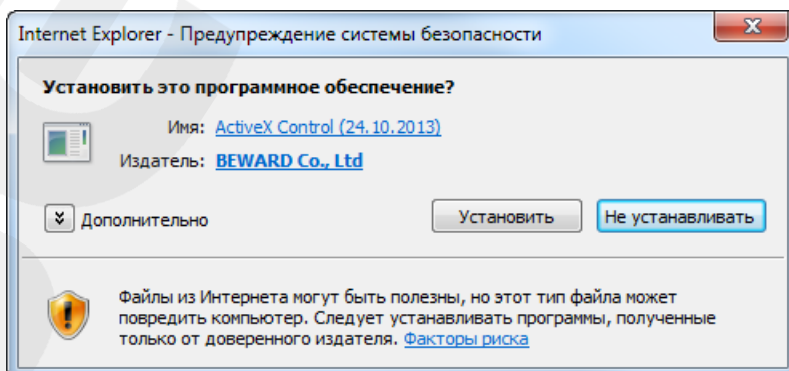 Internet Explorer - Предупреждение системы безопасности
Установить это программное обеспечение?
Имя: ActiveX Control (24.10.2013)
Издатель: BEWARD Co., Ltd
Дополнительно
Установить
Не устанавливать
Файлы из Интернета могут быть полезны, но этот тип файла может
повредить компьютер. Следует устанавливать программы, полученные
только от доверенного издателя. Факторы риска